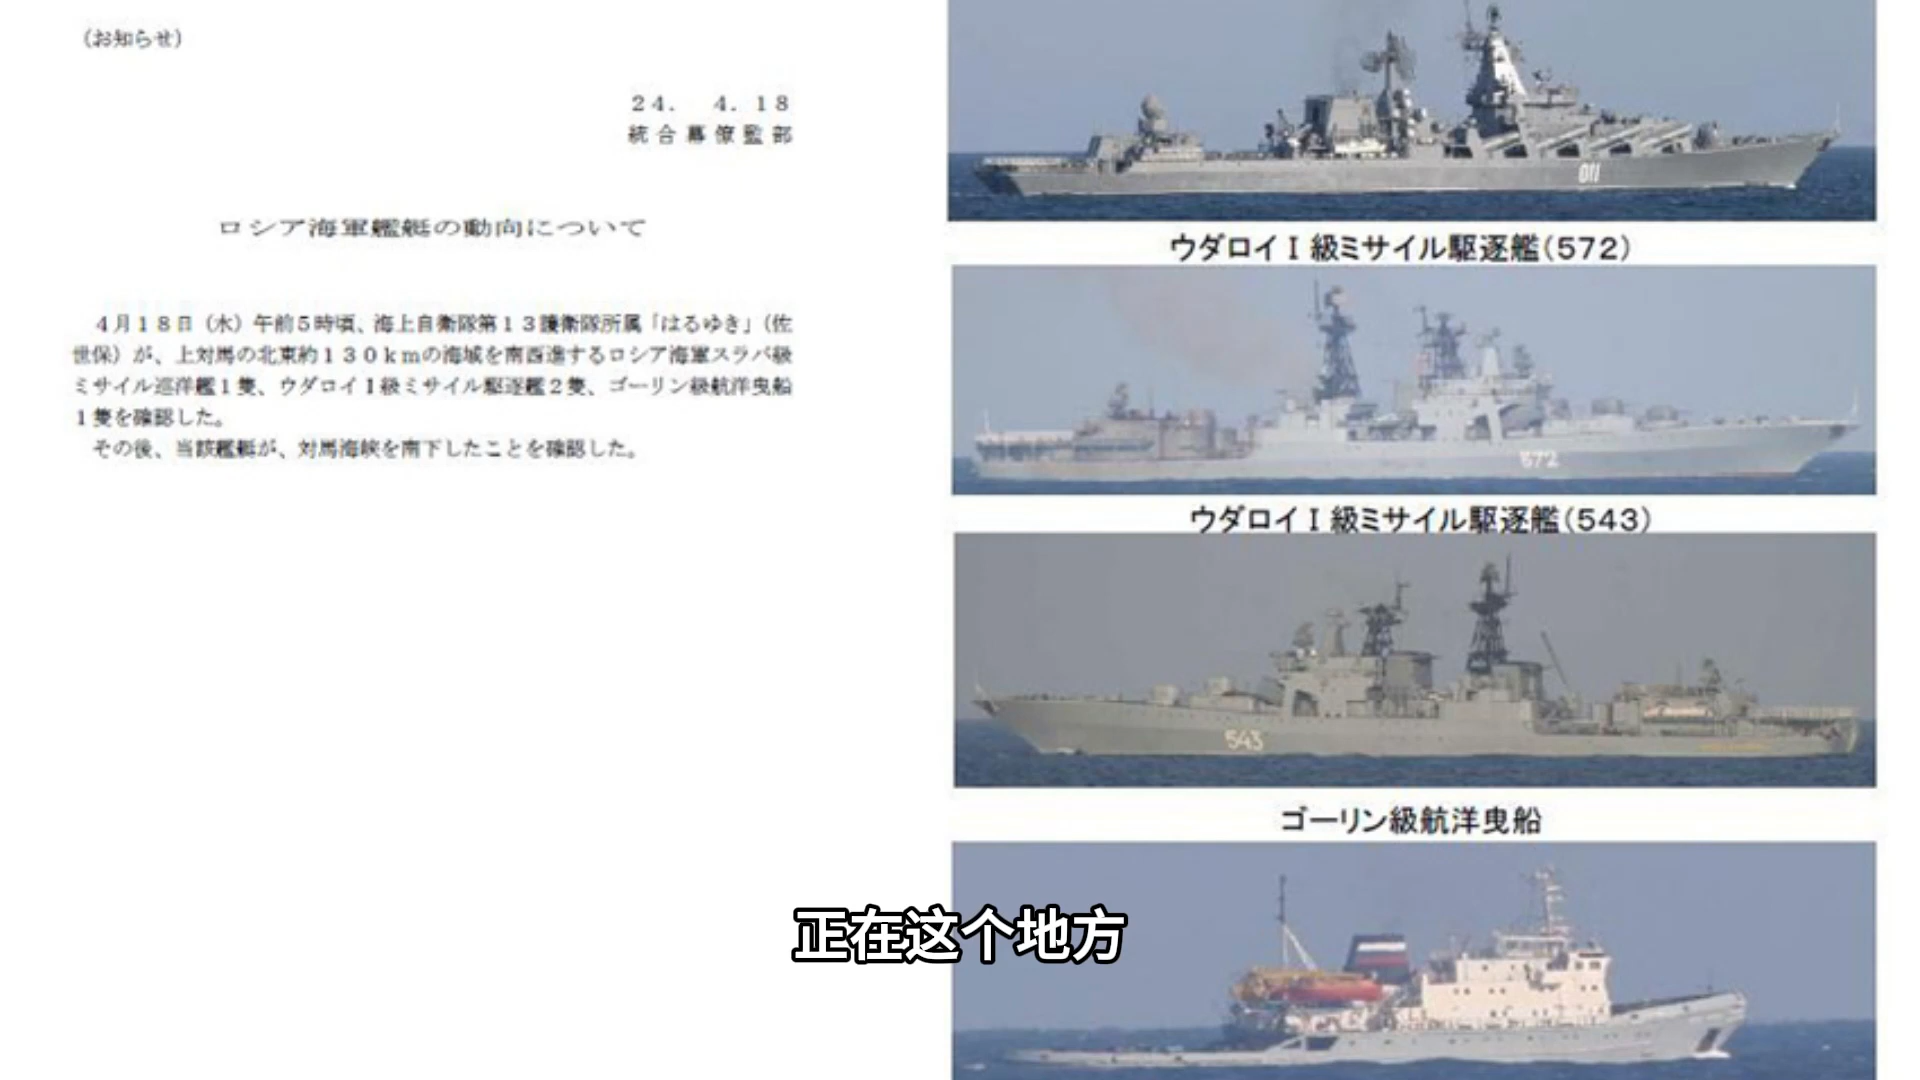 （お知らせ）
２４． ４．１８
統合幕僚監部
ロシア海軍艦艇の動向について
４月１８日（水）午前５時頃、海上自衛隊第１３護衛隊所属「はるゆき」（佐
世保）が、上対馬の北東約１３０ｋｍの海域を南西進するロシア海軍スラバ級
ミサイル巡洋艦１隻、ウダロイⅠ級ミサイル駆逐艦２隻、ゴーリン級航洋曳船
１隻を確認した。
その後、当該艦艇が、対馬海峡を南下したことを確認した。
011
ウダロイⅠ級ミサイル駆逐艦（572）
572
ウダロイⅠ級ミサイル駆逐艦（543）
543
ゴーリン級航洋曳船
正在这个地方